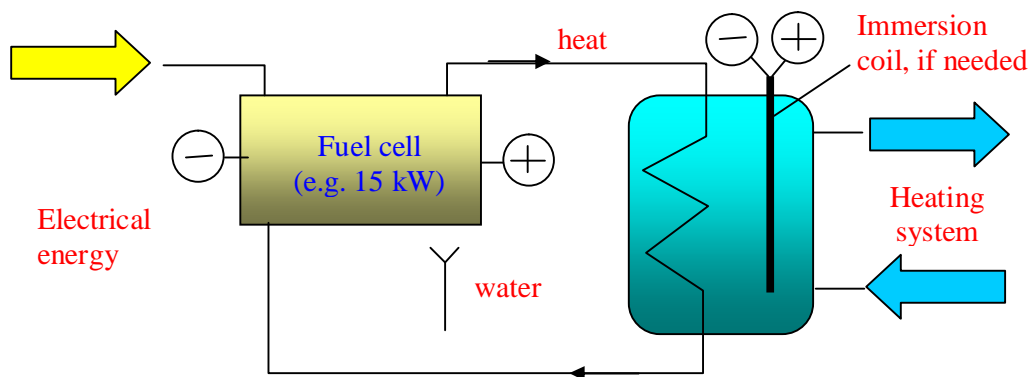 heat
Immersion
coil, if needed
Fuel cell
(e.g. 15 kW)
Electrical
energy
water
Heating
system